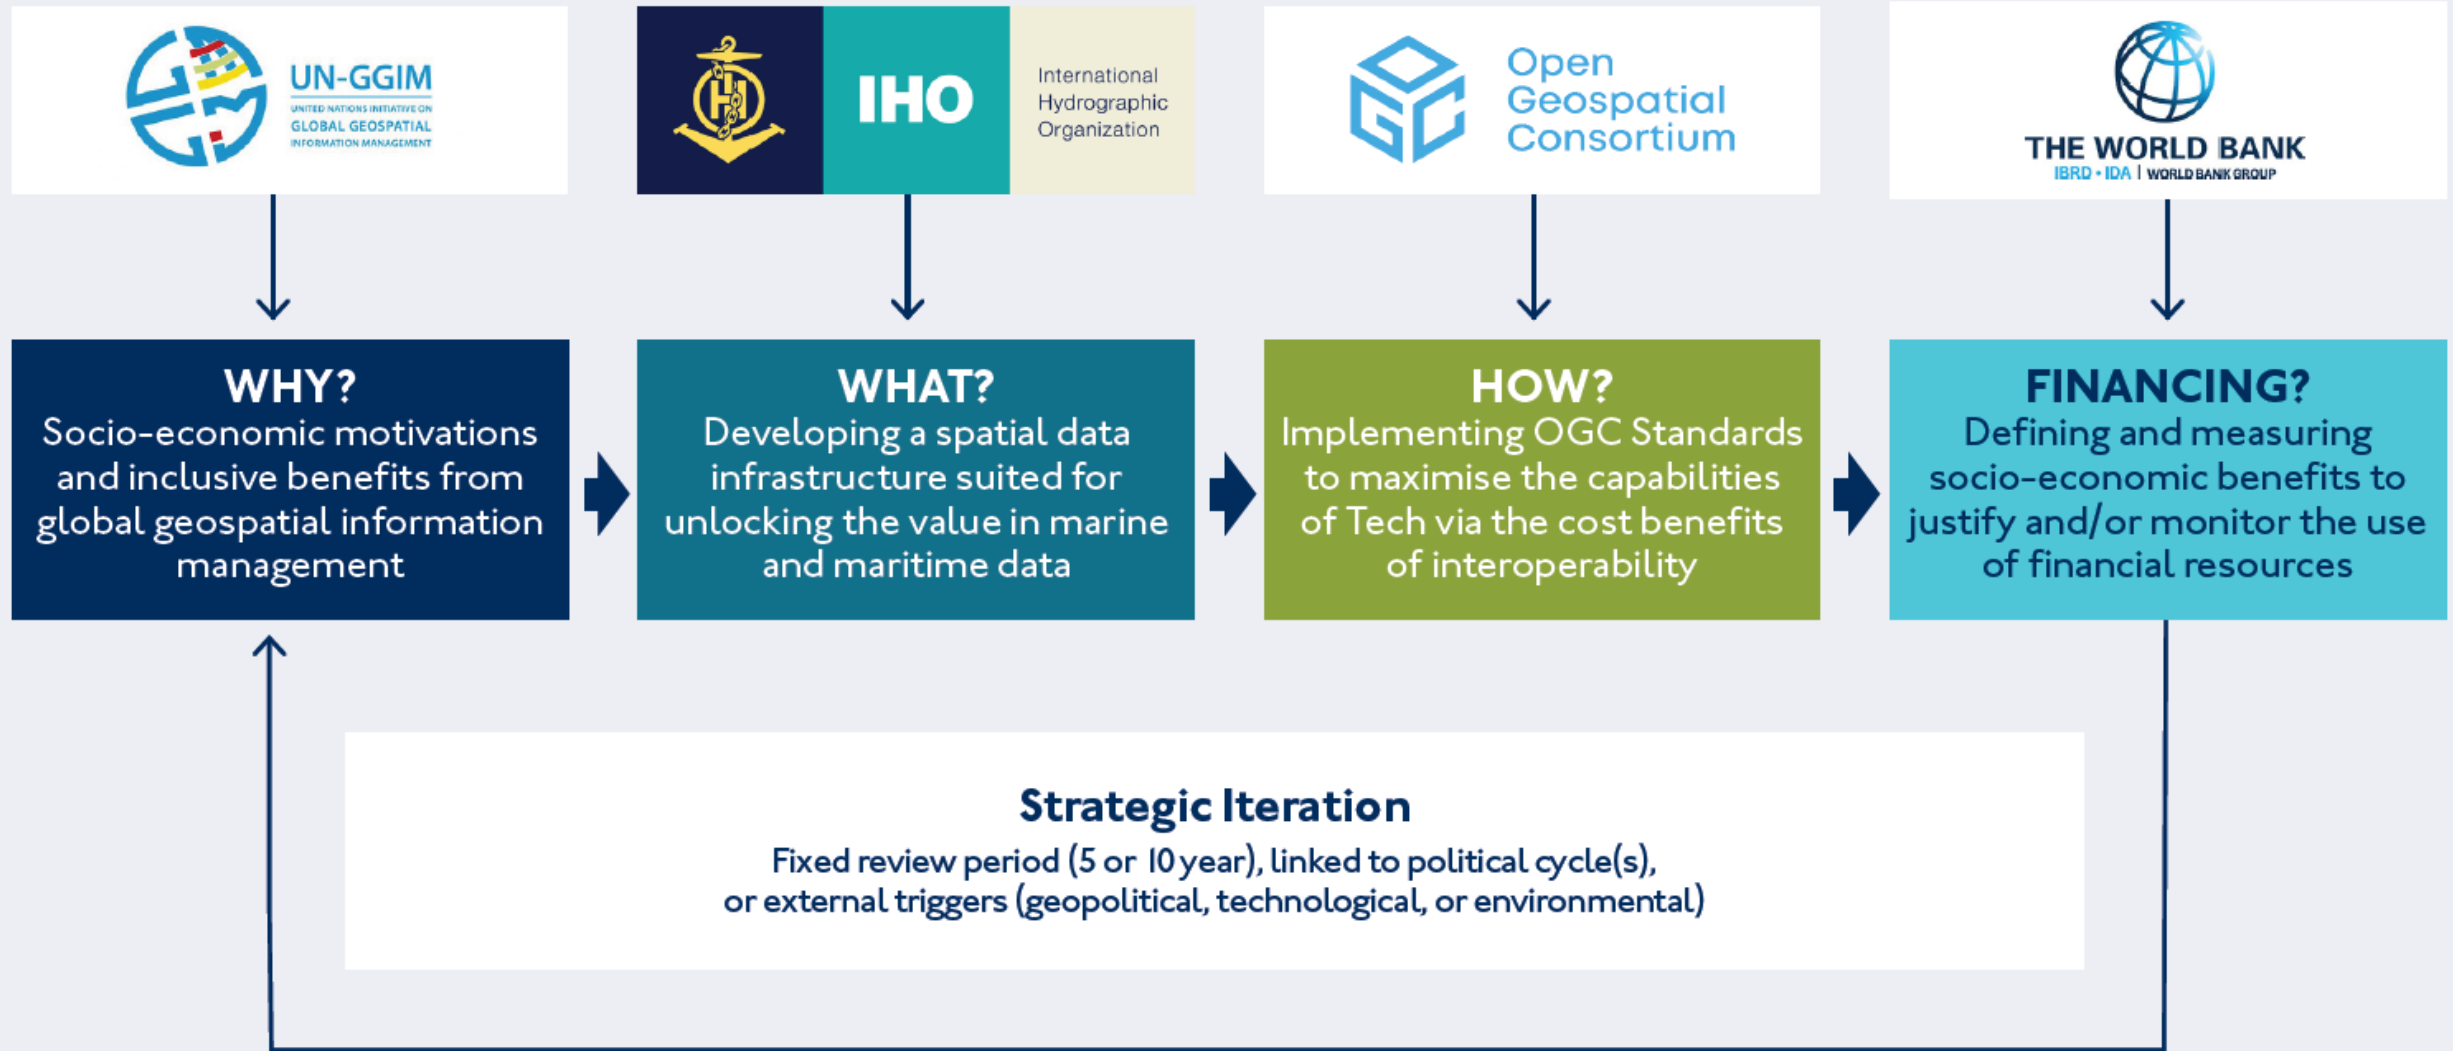 UN-GGIM
UNITED NATIONS INITIATIVE ON
GLOBAL GEOSPATIAL
INFORMATION MANAGEMENT
IHO
International
Hydrographic
Organization
OGC
Open
Geospatial
Consortium
THE WORLD BANK
IBRD • IDA | WORLD BANK GROUP
WHY?
Socio-economic motivations
and inclusive benefits from
global geospatial information
management
WHAT?
Developing a spatial data
infrastructure suited for
unlocking the value in marine
and maritime data
HOW?
Implementing OGC Standards
to maximise the capabilities
of Tech via the cost benefits
of interoperability
FINANCING?
Defining and measuring
socio-economic benefits to
justify and/or monitor the use
of financial resources
Strategic Iteration
Fixed review period (5 or 10 year), linked to political cycle(s),
or external triggers (geopolitical, technological, or environmental)